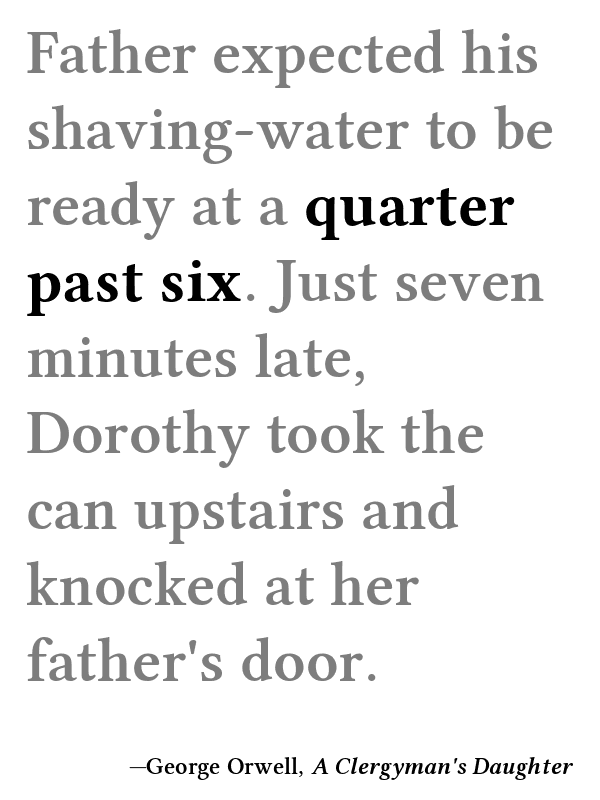 Father expected his
shaving-water to be
ready at a quarter
past six. Just seven
minutes late,
Dorothy took the
can upstairs and
knocked at her
father's door.
—George Orwell, A Clergyman's Daughter